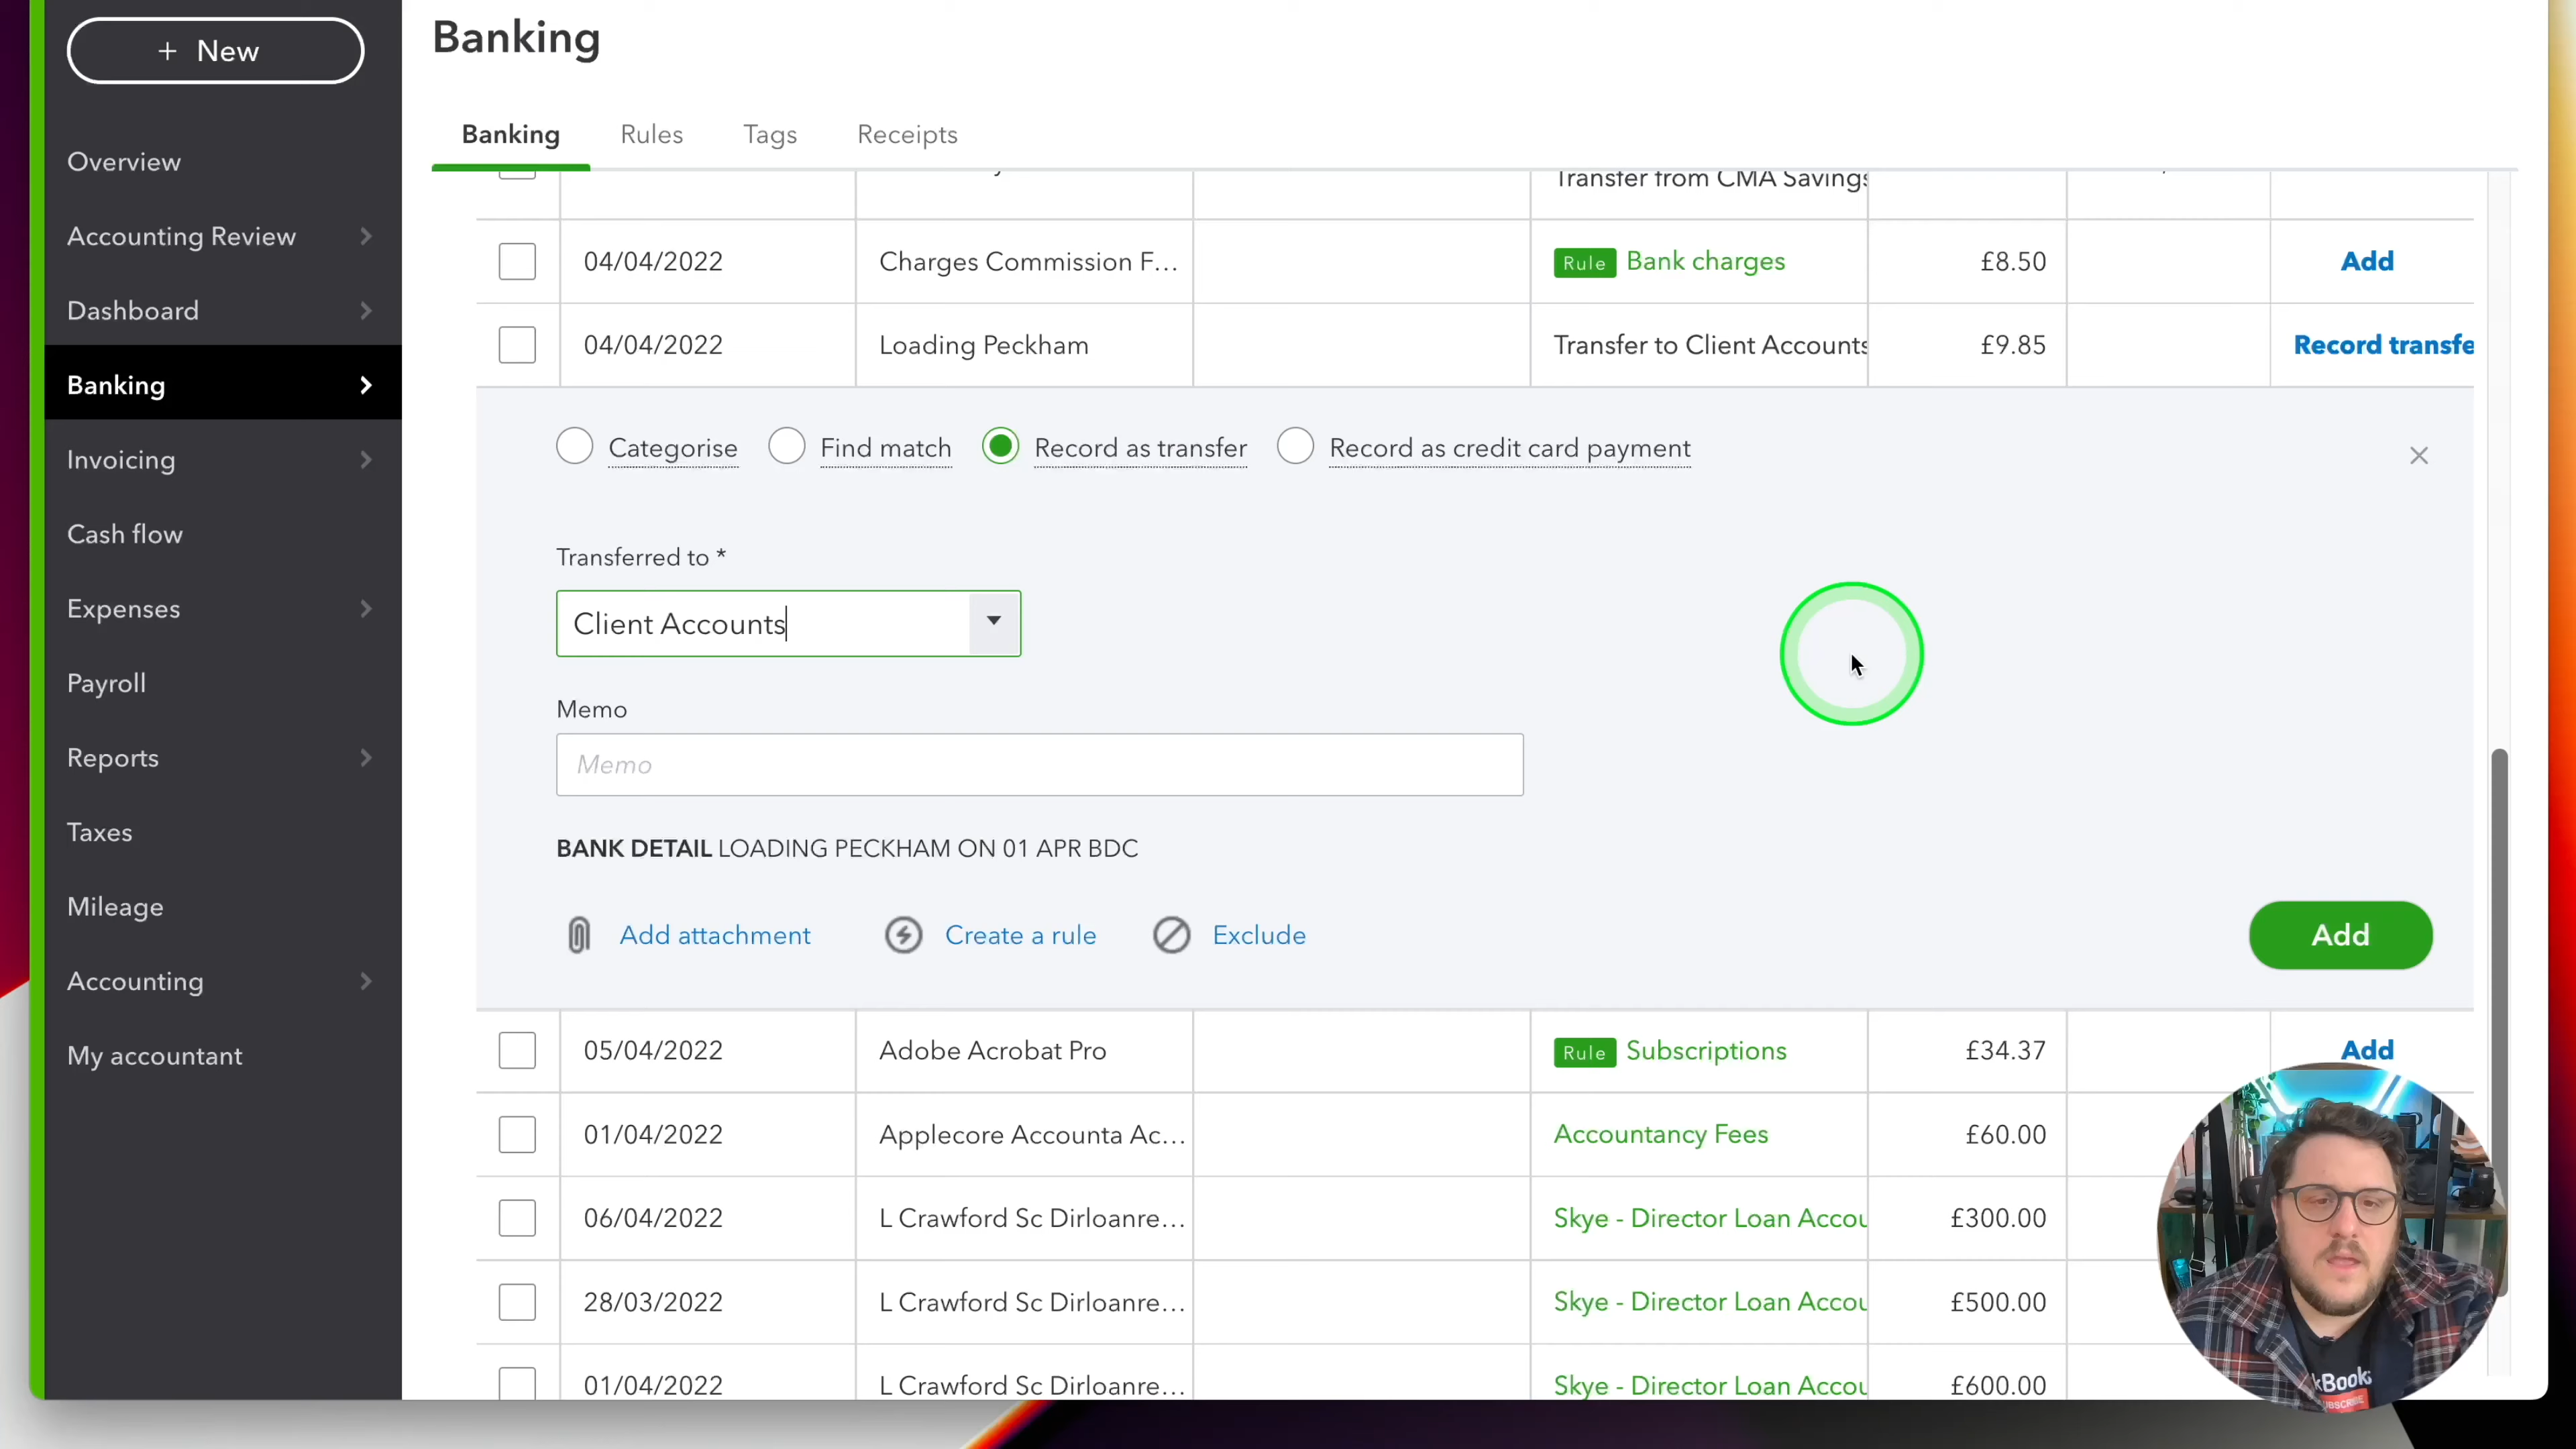 + New
Overview
Accounting Review
Dashboard
Banking
Invoicing
Cash flow
Expenses
Payroll
Reports
Taxes
Mileage
Accounting
My accountant
Banking
Banking Rules Tags Receipts
Transfer from CMA Savings
04/04/2022 Charges Commission F... Rule Bank charges £8.50 Add
04/04/2022 Loading Peckham Transfer to Client Accounts £9.85 Record transfe
Categorise Find match Record as transfer Record as credit card payment
Transferred to *
Client Accounts
Memo
Memo
BANK DETAIL LOADING PECKHAM ON 01 APR BDC
Add attachment Create a rule Exclude Add
05/04/2022 Adobe Acrobat Pro Rule Subscriptions £34.37 Add
01/04/2022 Applecore Accounta Ac... Accountancy Fees £60.00
06/04/2022 L Crawford Sc Dirloanre... Skye - Director Loan Accou £300.00
28/03/2022 L Crawford Sc Dirloanre... Skye - Director Loan Accou £500.00
01/04/2022 L Crawford Sc Dirloanre... Skye - Director Loan Accou £600.00
kBook
SUBSCRIBE